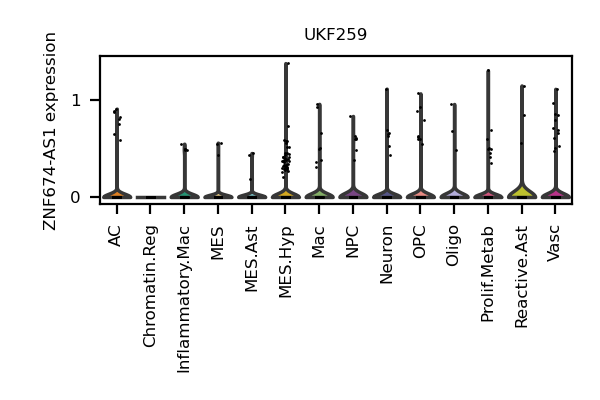 UKF259
ZNF674-AS1 expression
1
0
AC
Chromatin.Reg
Inflammatory.Mac
MES
MES.Ast
MES.Hyp
Mac
NPC
Neuron
OPC
Oligo
Prolif.Metab
Reactive.Ast
Vasc